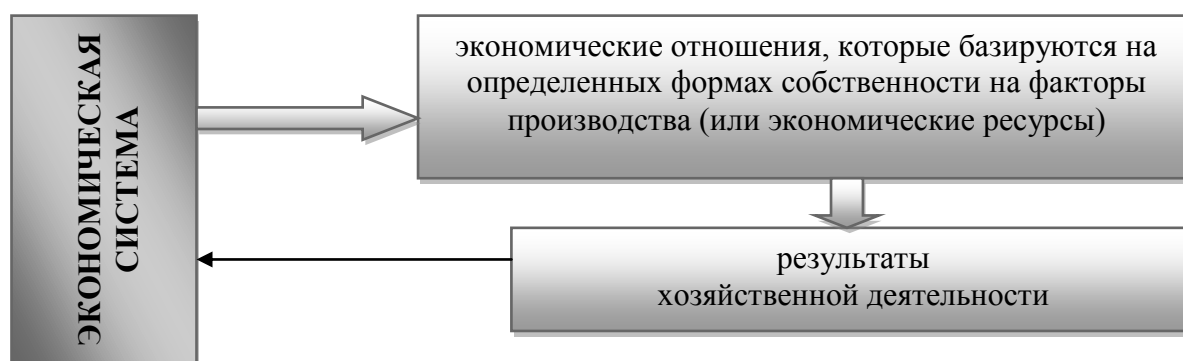 ЭКОНОМИЧЕСКАЯ
СИСТЕМА
экономические отношения, которые базируются на
определенных формах собственности на факторы
производства (или экономические ресурсы)
результаты
хозяйственной деятельности